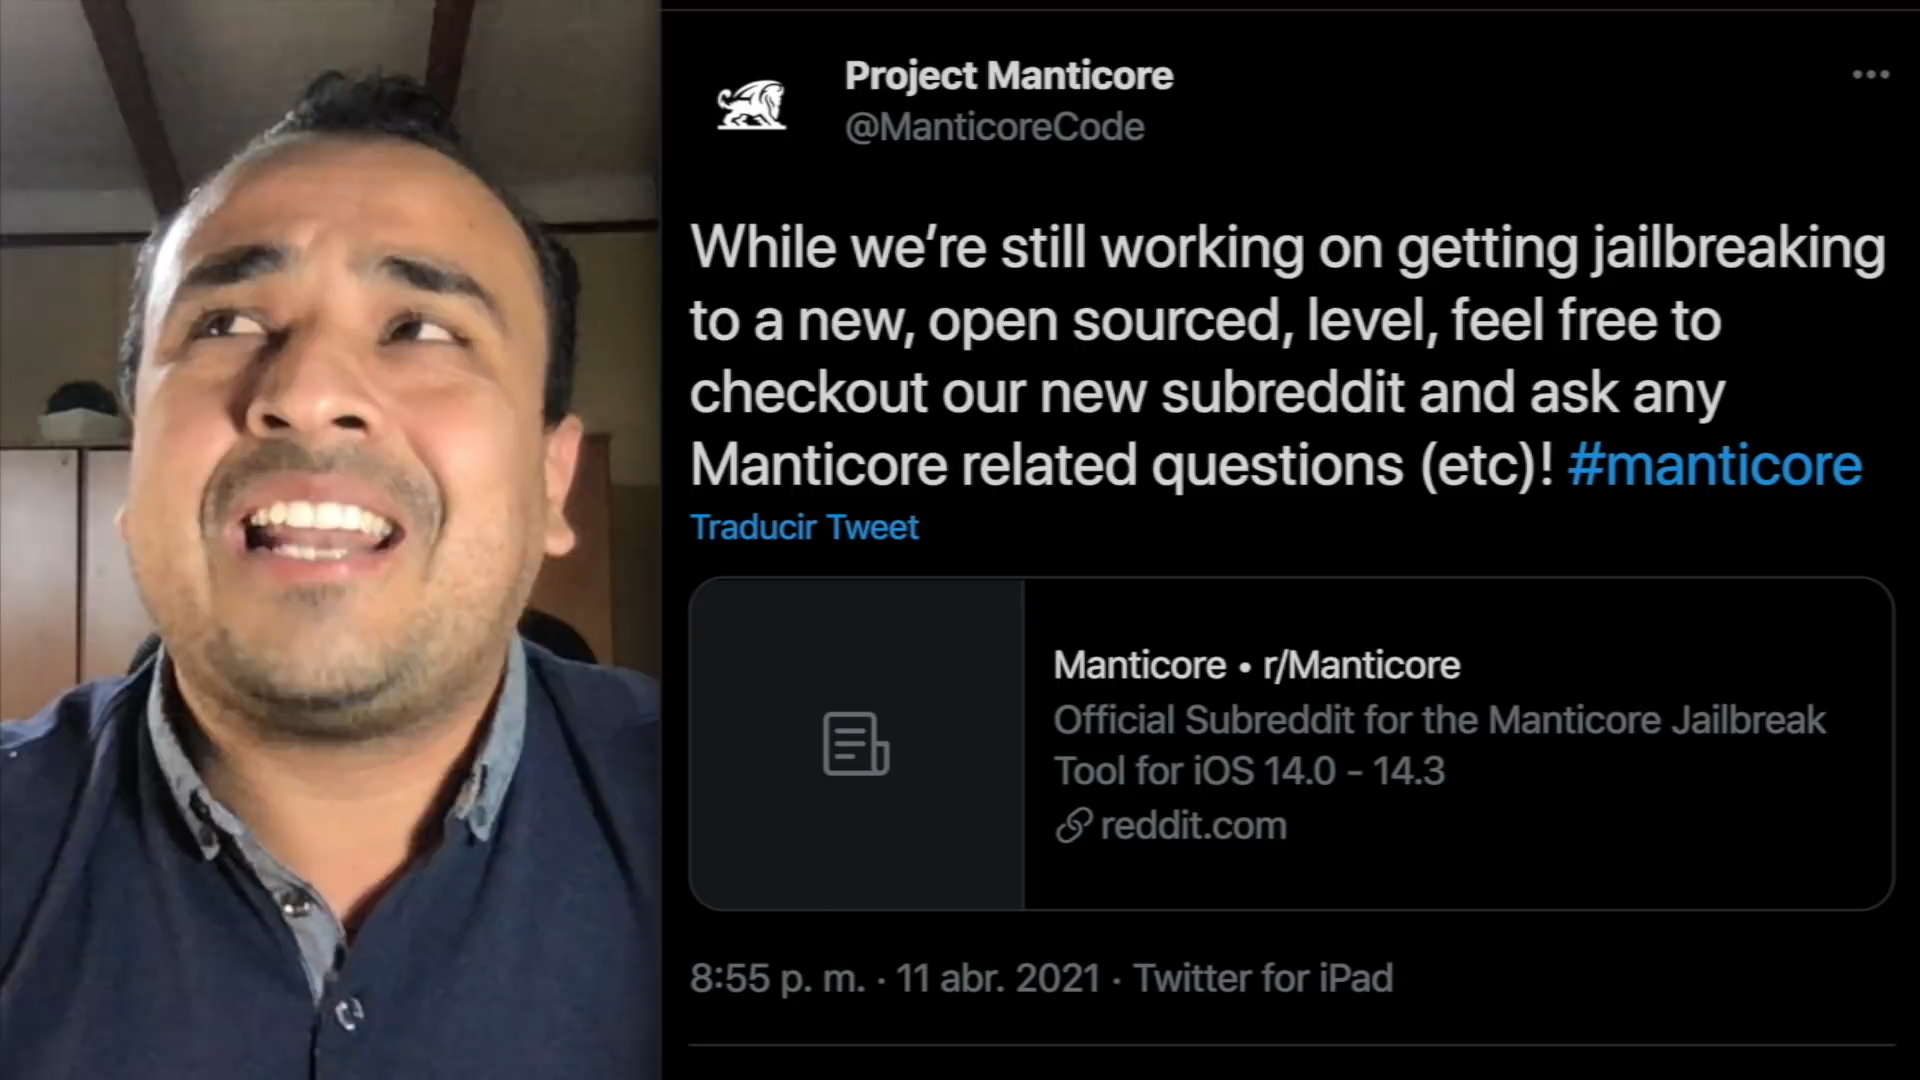 Project Manticore
@ManticoreCode
While we’re still working on getting jailbreaking
to a new, open sourced, level, feel free to
checkout our new subreddit and ask any
Manticore related questions (etc)! #manticore
Traducir Tweet
Manticore • r/Manticore
Official Subreddit for the Manticore Jailbreak
Tool for iOS 14.0 - 14.3
reddit.com
8:55 p. m. · 11 abr. 2021 · Twitter for iPad